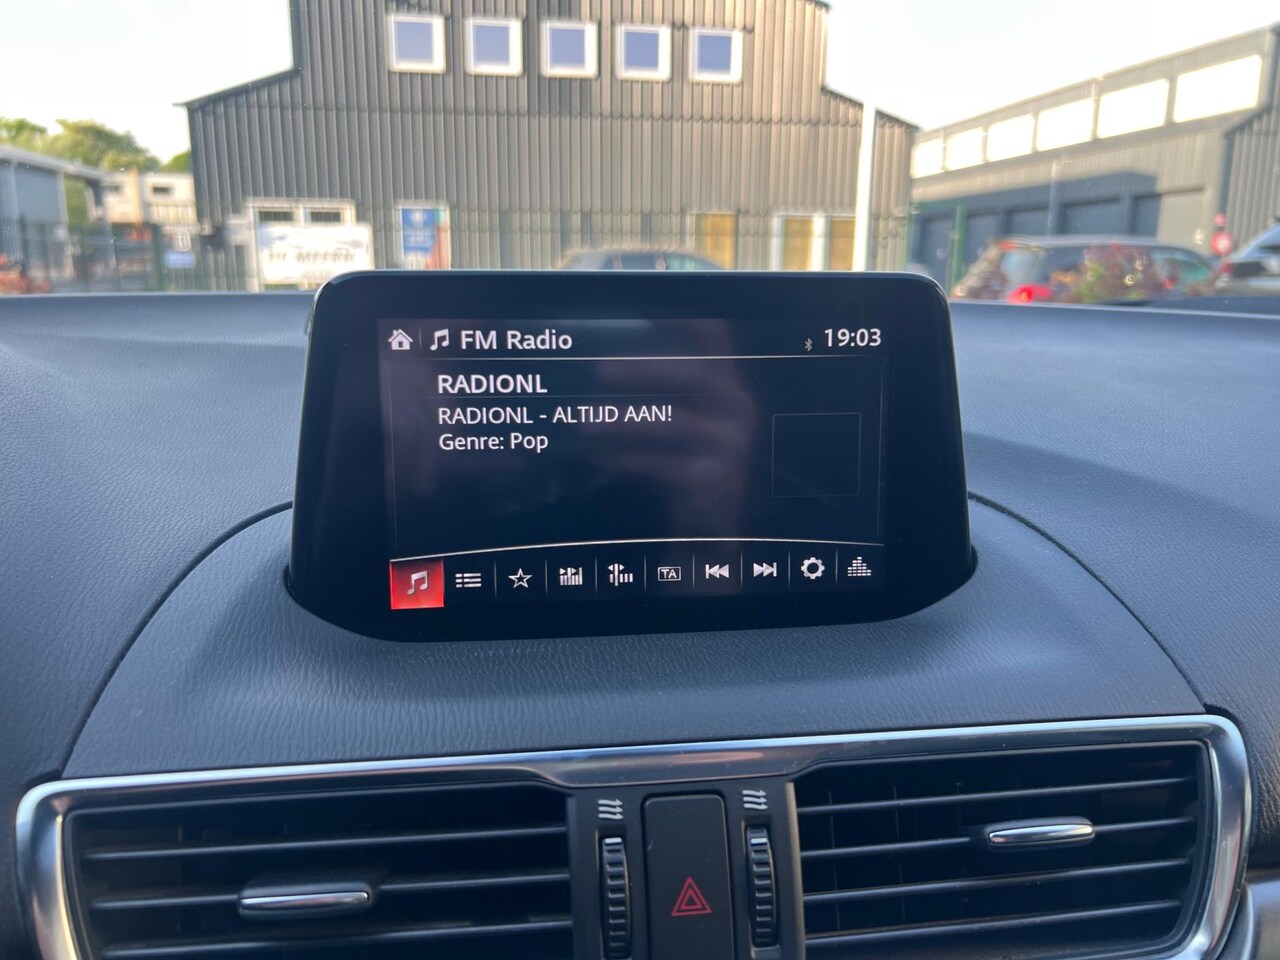 FM Radio
19:03
RADIONL
RADIONL - ALTIJD AAN!
Genre: Pop
TA